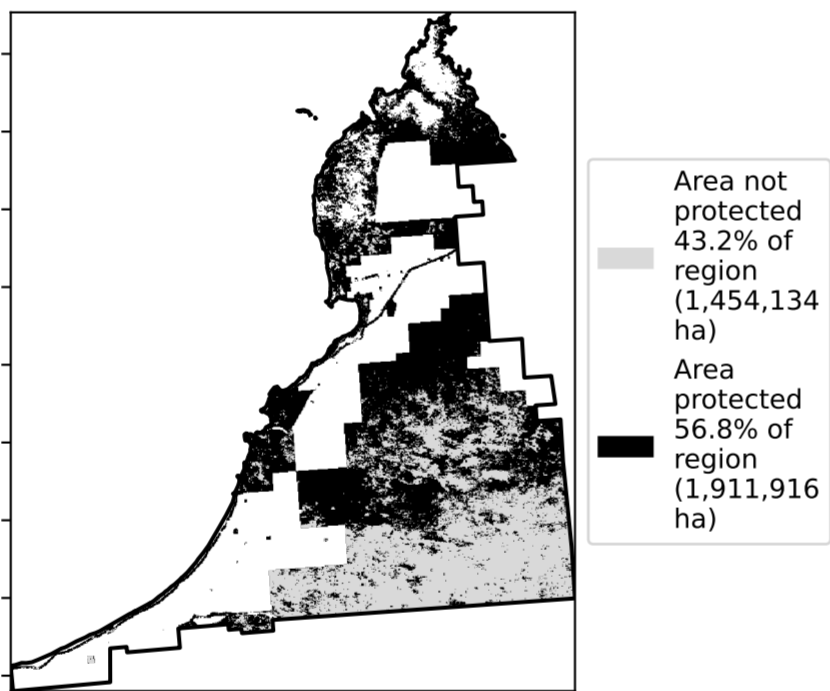 Area not
protected
43.2% of
region
(1,454,134
ha)
Area
protected
56.8% of
region
(1,911,916
ha)